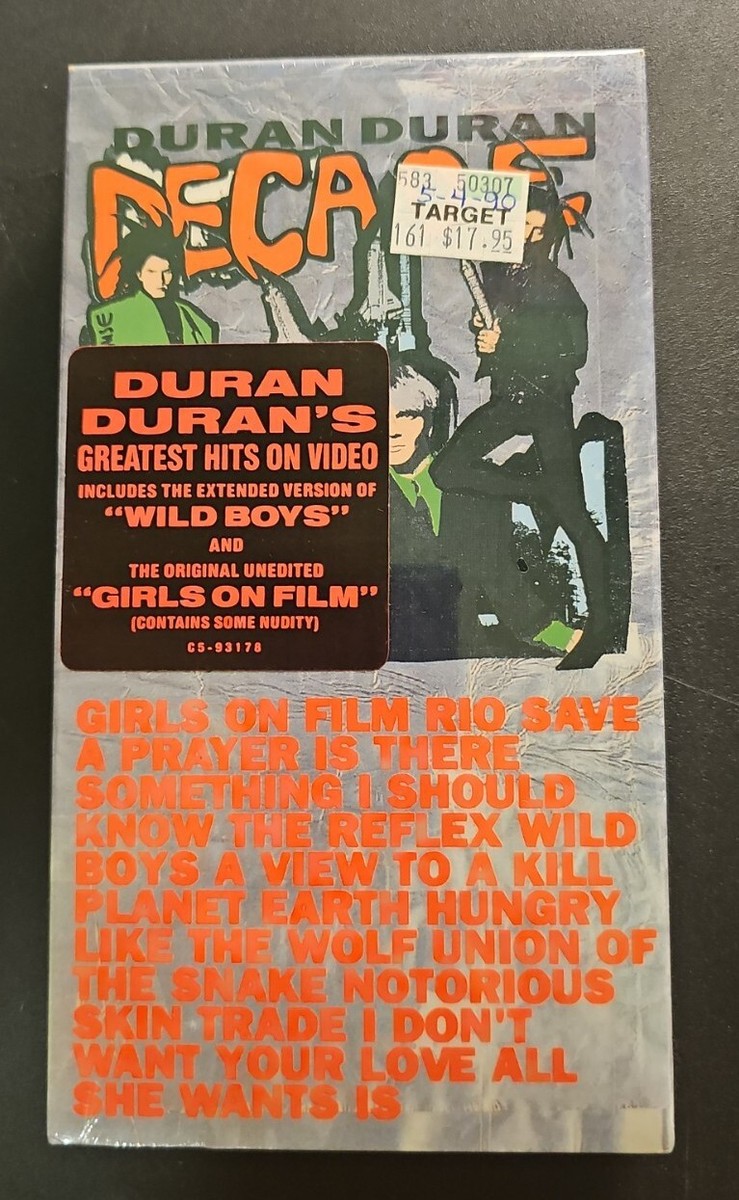 DURAN DURAN
DECADE
583 50307
5-4-90
TARGET
161 $17.95
DURAN
DURAN'S
GREATEST HITS ON VIDEO
INCLUDES THE EXTENDED VERSION OF
"WILD BOYS"
AND
THE ORIGINAL UNEDITED
"GIRLS ON FILM"
(CONTAINS SOME NUDITY)
C5-93178
GIRLS ON FILM RIO SAVE
A PRAYER IS THERE
SOMETHING I SHOULD
KNOW THE REFLEX WILD
BOYS A VIEW TO A KILL
PLANET EARTH HUNGRY
LIKE THE WOLF UNION OF
THE SNAKE NOTORIOUS
SKIN TRADE I DON'T
WANT YOUR LOVE ALL
SHE WANTS IS